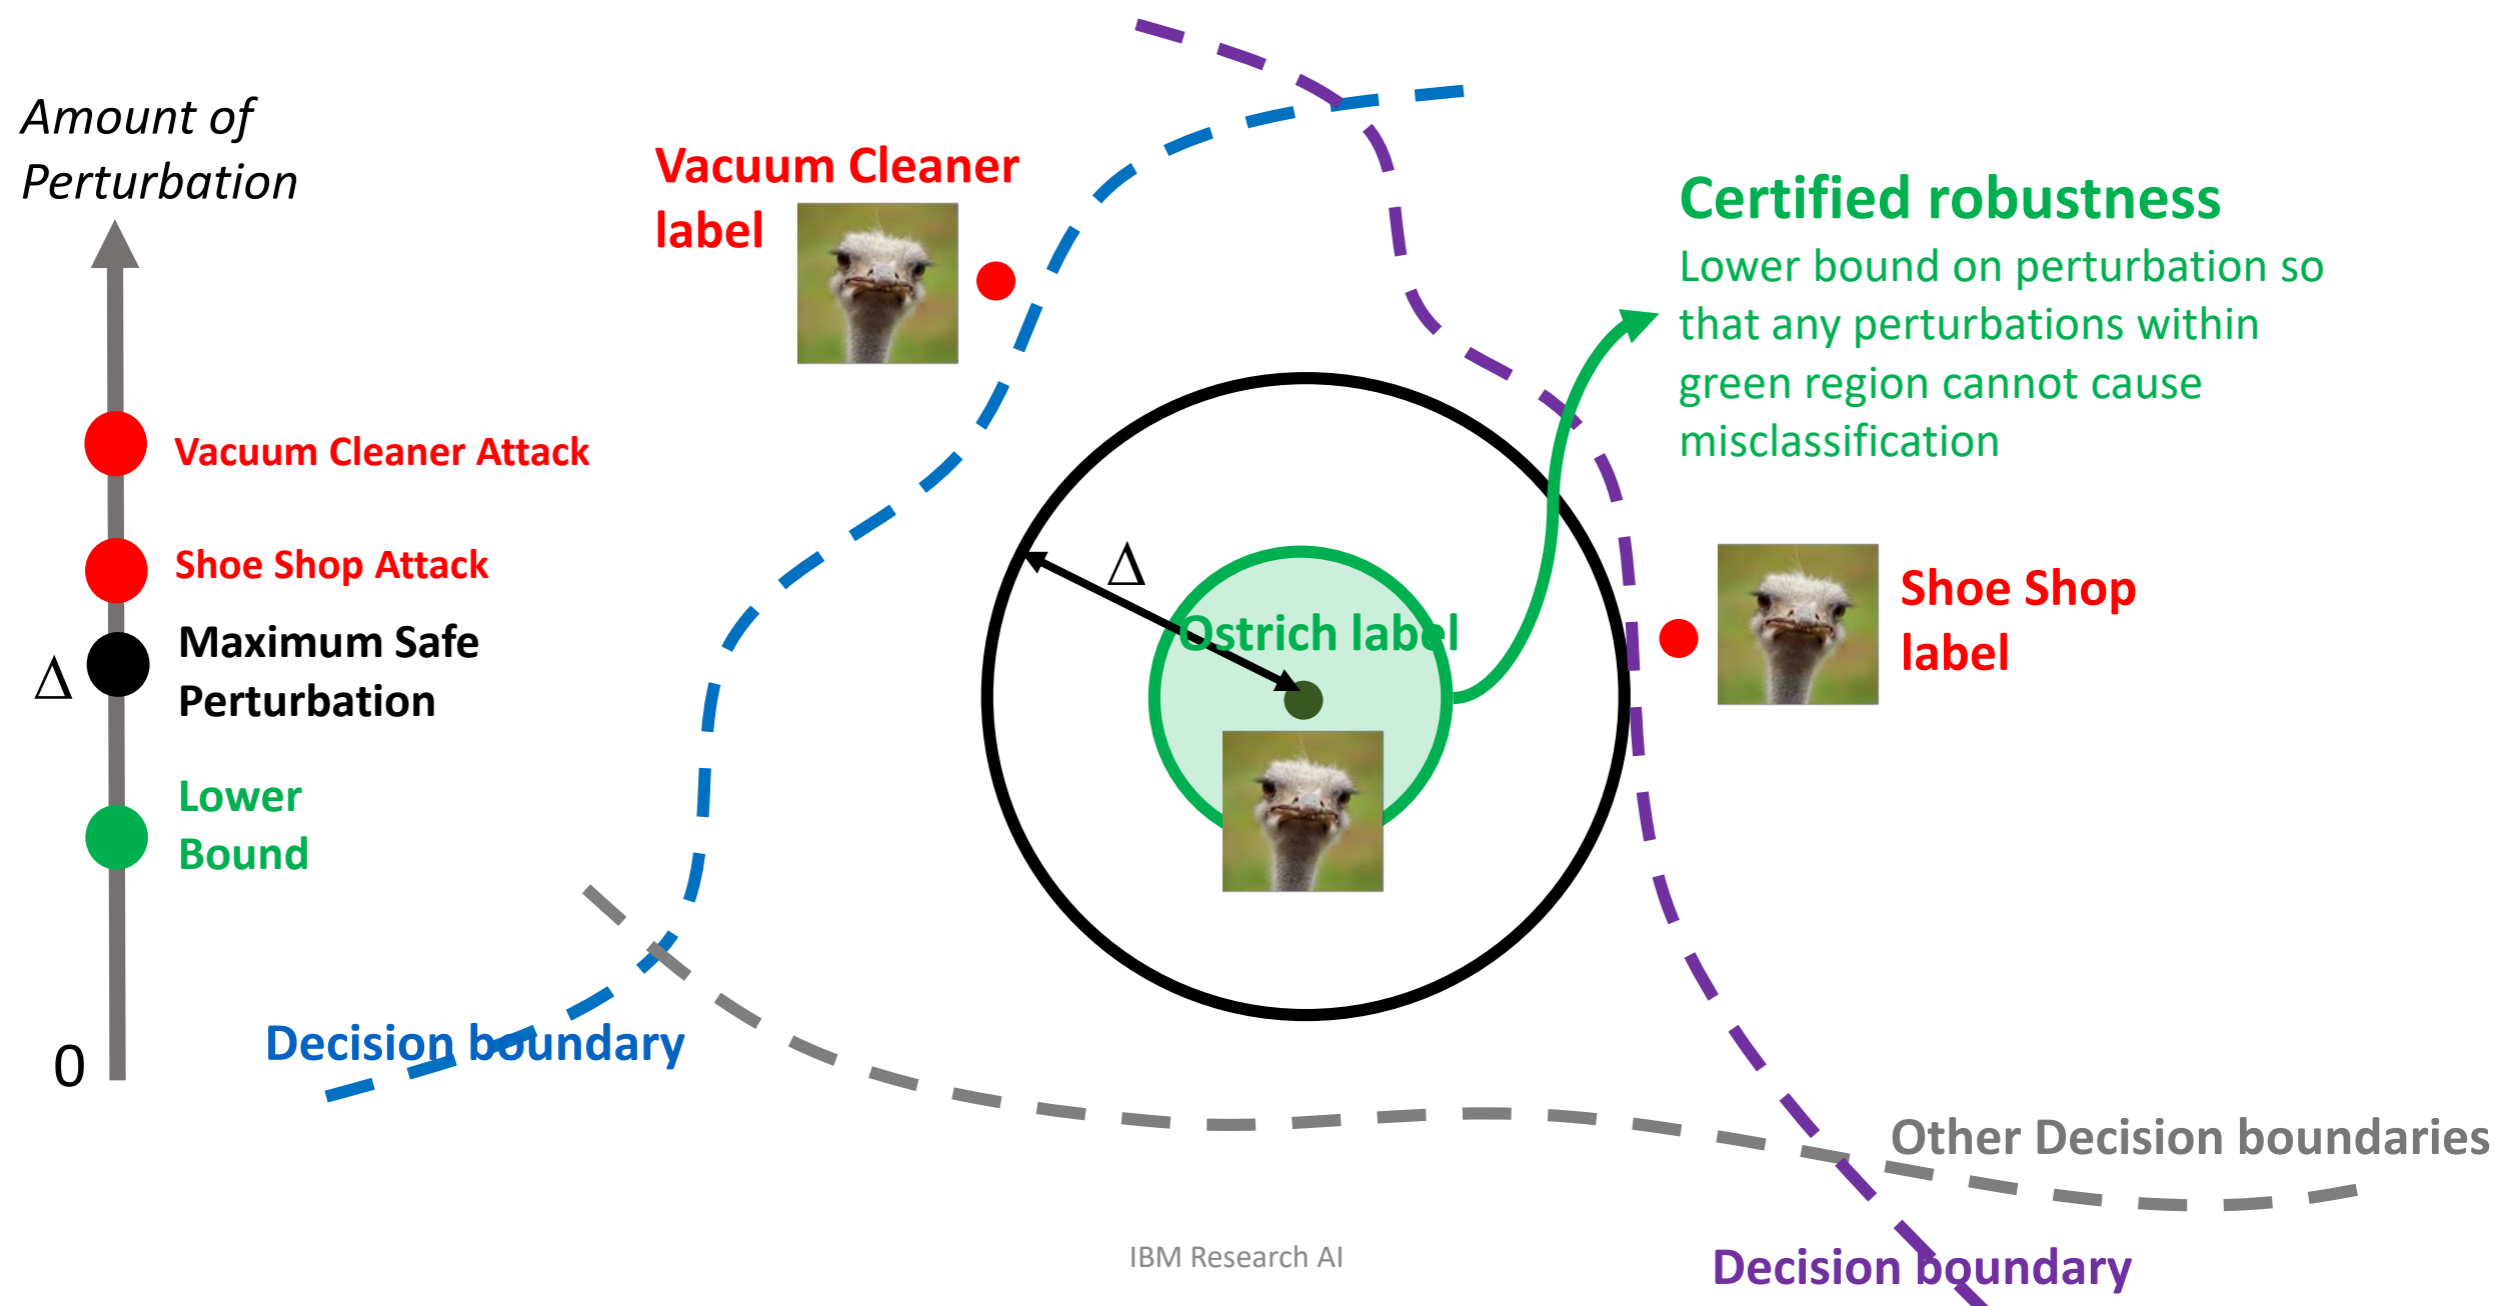 Amount of
Perturbation
Vacuum Cleaner Attack
Shoe Shop Attack
Maximum Safe
Perturbation
Δ
Lower
Bound
0
Vacuum Cleaner
label
Certified robustness
Lower bound on perturbation so
that any perturbations within
green region cannot cause
misclassification
Δ
Ostrich label
Shoe Shop
label
Decision boundary
Other Decision boundaries
Decision boundary
IBM Research AI